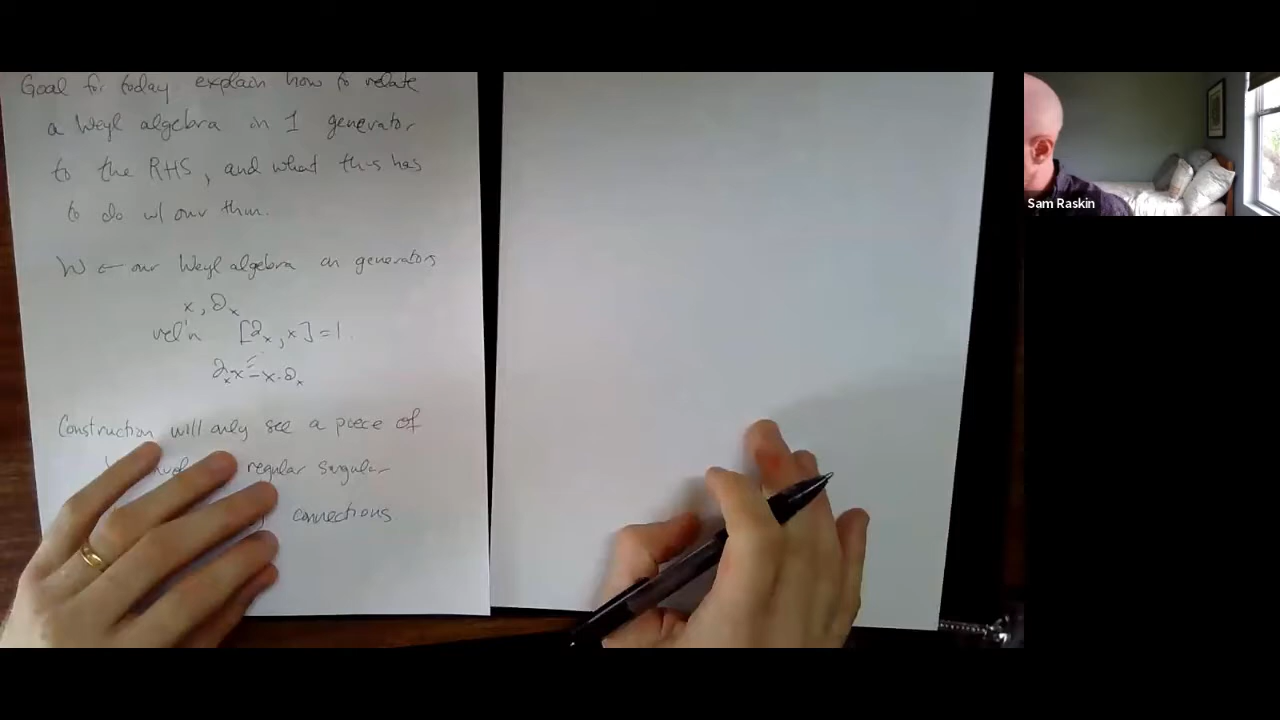 Goal for today explain how to relate
a Weyl algebra on 1 generator
to the RHS, and what this has
to do w/ our thm.
W ← our Weyl algebra on generators
x, ∂x
rel'n [∂x, x] = 1.
∂x x - x·∂x
Construction will only see a piece of
regular singular
connections
Sam Raskin